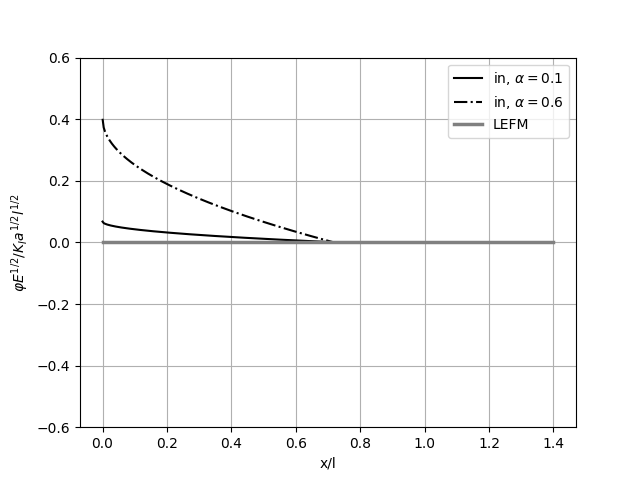 in, α = 0.1
in, α = 0.6
LEFM
0.6
0.4
0.2
0.0
−0.2
−0.4
−0.6
φE^{1/2}/K_I a^{1/2} l^{1/2}
0.0 0.2 0.4 0.6 0.8 1.0 1.2 1.4
x/l